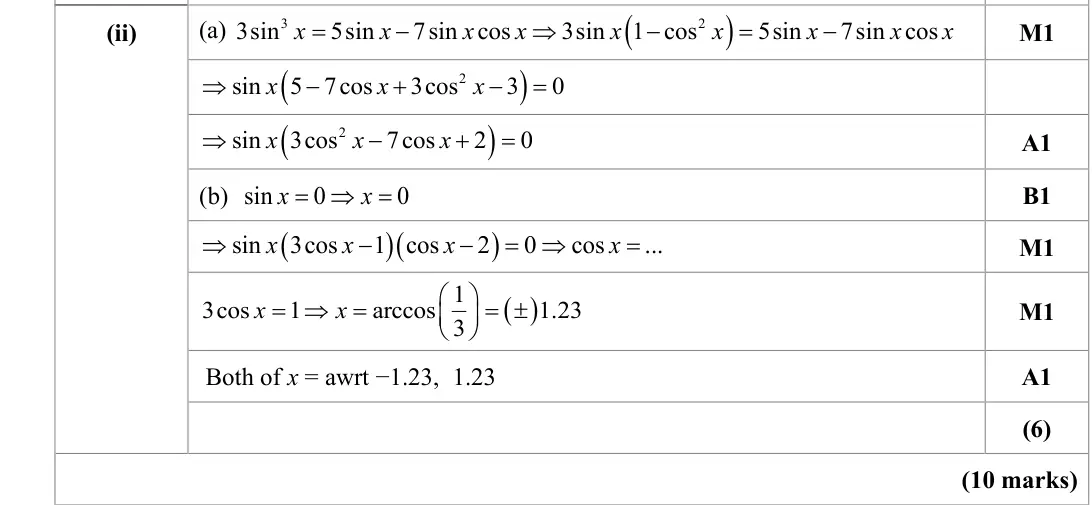 (ii) (a) 3sin³ x = 5sin x − 7sin x cos x ⇒ 3sin x(1 − cos² x) = 5sin x − 7sin x cos x M1
⇒ sin x(5 − 7cos x + 3cos² x − 3) = 0
⇒ sin x(3cos² x − 7cos x + 2) = 0 A1
(b) sin x = 0 ⇒ x = 0 B1
⇒ sin x(3cos x − 1)(cos x − 2) = 0 ⇒ cos x = ... M1
3cos x = 1 ⇒ x = arccos(1/3) = (±)1.23 M1
Both of x = awrt −1.23, 1.23 A1
(6)
(10 marks)